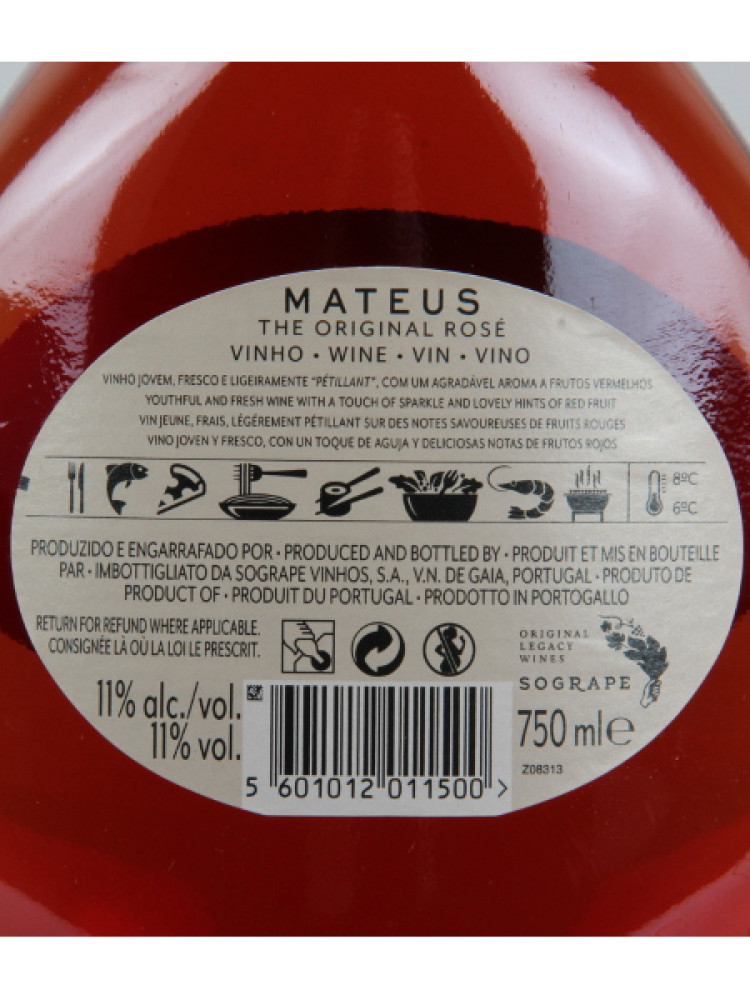 MATEUS
THE ORIGINAL ROSÉ
VINHO • WINE • VIN • VINO
VINHO JOVEM, FRESCO E LIGEIRAMENTE "PÉTILLANT", COM UM AGRADÁVEL AROMA A FRUTOS VERMELHOS
YOUTHFUL AND FRESH WINE WITH A TOUCH OF SPARKLE AND LOVELY HINTS OF RED FRUIT
VIN JEUNE, FRAIS, LÉGÉREMENT PÉTILLANT SUR DES NOTES SAVOUREUSES DE FRUITS ROUGES
VINO JOVEN Y FRESCO, CON UN TOQUE DE AGUJA Y DELICIOSAS NOTAS DE FRUTOS ROJOS
8ºC
6ºC
PRODUZIDO E ENGARRAFADO POR • PRODUCED AND BOTTLED BY • PRODUIT ET MIS EN BOUTEILLE
PAR • IMBOTTIGLIATO DA SOGRAPE VINHOS, S.A., V.N. DE GAIA, PORTUGAL • PRODUTO DE
PRODUCT OF • PRODUIT DU PORTUGAL • PRODOTTO IN PORTOGALLO
RETURN FOR REFUND WHERE APPLICABLE.
CONSIGNÉE LÀ OÙ LA LOI LE PRESCRIT.
ORIGINAL
LEGACY
WINES
SOGRAPE
11% alc./vol.
11% vol.
750 ml e
Z08313
5 601012 011500 >